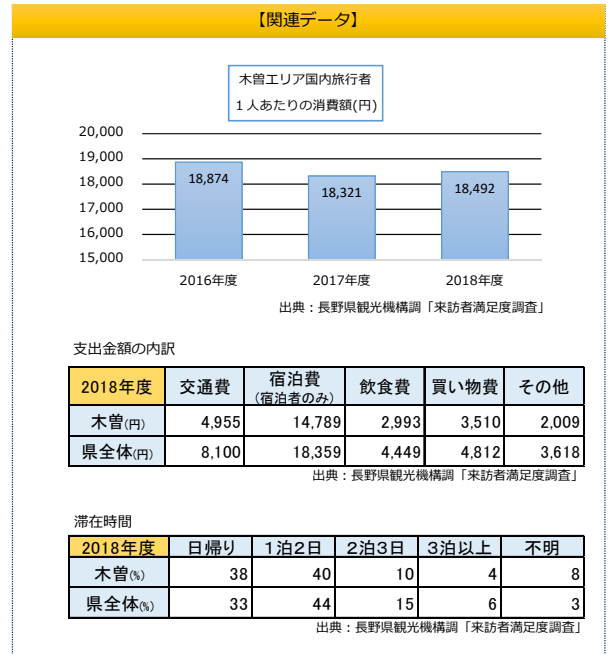 【関連データ】
木曽エリア国内旅行者
1人あたりの消費額(円)
20,000
19,000
18,000
17,000
16,000
15,000
18,874
18,321
18,492
2016年度 2017年度 2018年度
出典：長野県観光機構調「来訪者満足度調査」
支出金額の内訳
2018年度 交通費 宿泊費（宿泊者のみ） 飲食費 買い物費 その他
木曽(円) 4,955 14,789 2,993 3,510 2,009
県全体(円) 8,100 18,359 4,449 4,812 3,618
出典：長野県観光機構調「来訪者満足度調査」
滞在時間
2018年度 日帰り 1泊2日 2泊3日 3泊以上 不明
木曽(%) 38 40 10 4 8
県全体(%) 33 44 15 6 3
出典：長野県観光機構調「来訪者満足度調査」